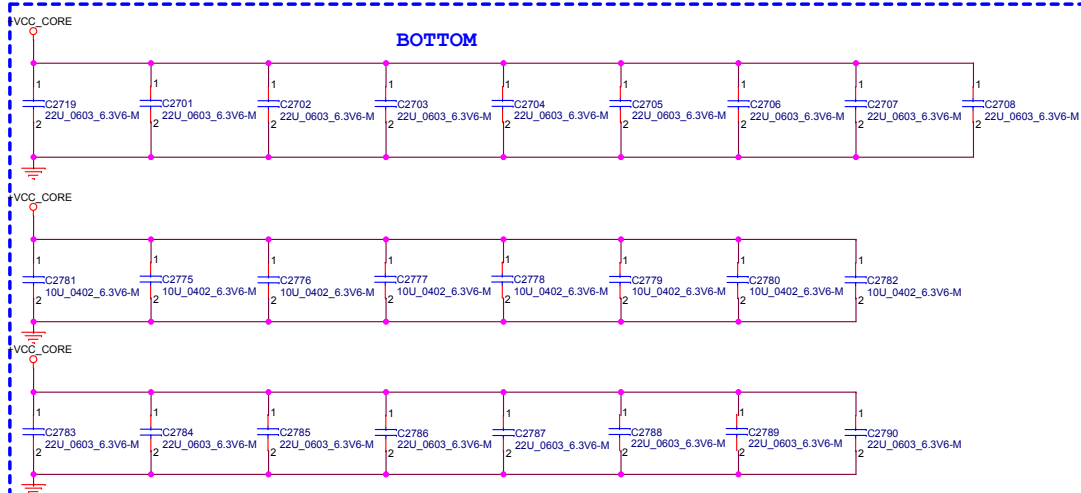 +VCC_CORE
BOTTOM
1 1 1 1 1 1 1 1 1
C2719 C2701 C2702 C2703 C2704 C2705 C2706 C2707 C2708
22U_0603_6.3V6-M 22U_0603_6.3V6-M 22U_0603_6.3V6-M 22U_0603_6.3V6-M 22U_0603_6.3V6-M 22U_0603_6.3V6-M 22U_0603_6.3V6-M 22U_0603_6.3V6-M 22U_0603_6.3V6-M
2 2 2 2 2 2 2 2 2
+VCC_CORE
1 1 1 1 1 1 1 1
C2781 C2775 C2776 C2777 C2778 C2779 C2780 C2782
10U_0402_6.3V6-M 10U_0402_6.3V6-M 10U_0402_6.3V6-M 10U_0402_6.3V6-M 10U_0402_6.3V6-M 10U_0402_6.3V6-M 10U_0402_6.3V6-M 10U_0402_6.3V6-M
2 2 2 2 2 2 2 2
+VCC_CORE
1 1 1 1 1 1 1 1
C2783 C2784 C2785 C2786 C2787 C2788 C2789 C2790
22U_0603_6.3V6-M 22U_0603_6.3V6-M 22U_0603_6.3V6-M 22U_0603_6.3V6-M 22U_0603_6.3V6-M 22U_0603_6.3V6-M 22U_0603_6.3V6-M 22U_0603_6.3V6-M
2 2 2 2 2 2 2 2